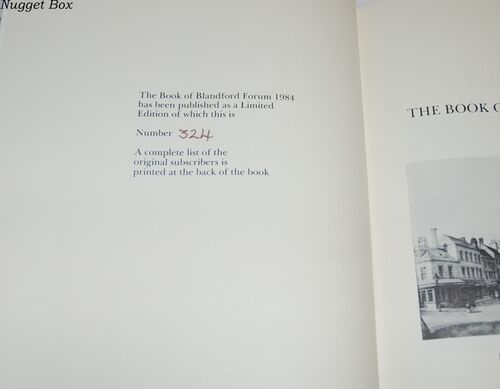 Nugget Box
The Book of Blandford Forum 1984
has been published as a Limited
Edition of which this is
Number 324
A complete list of the
original subscribers is
printed at the back of the book
THE BOOK O